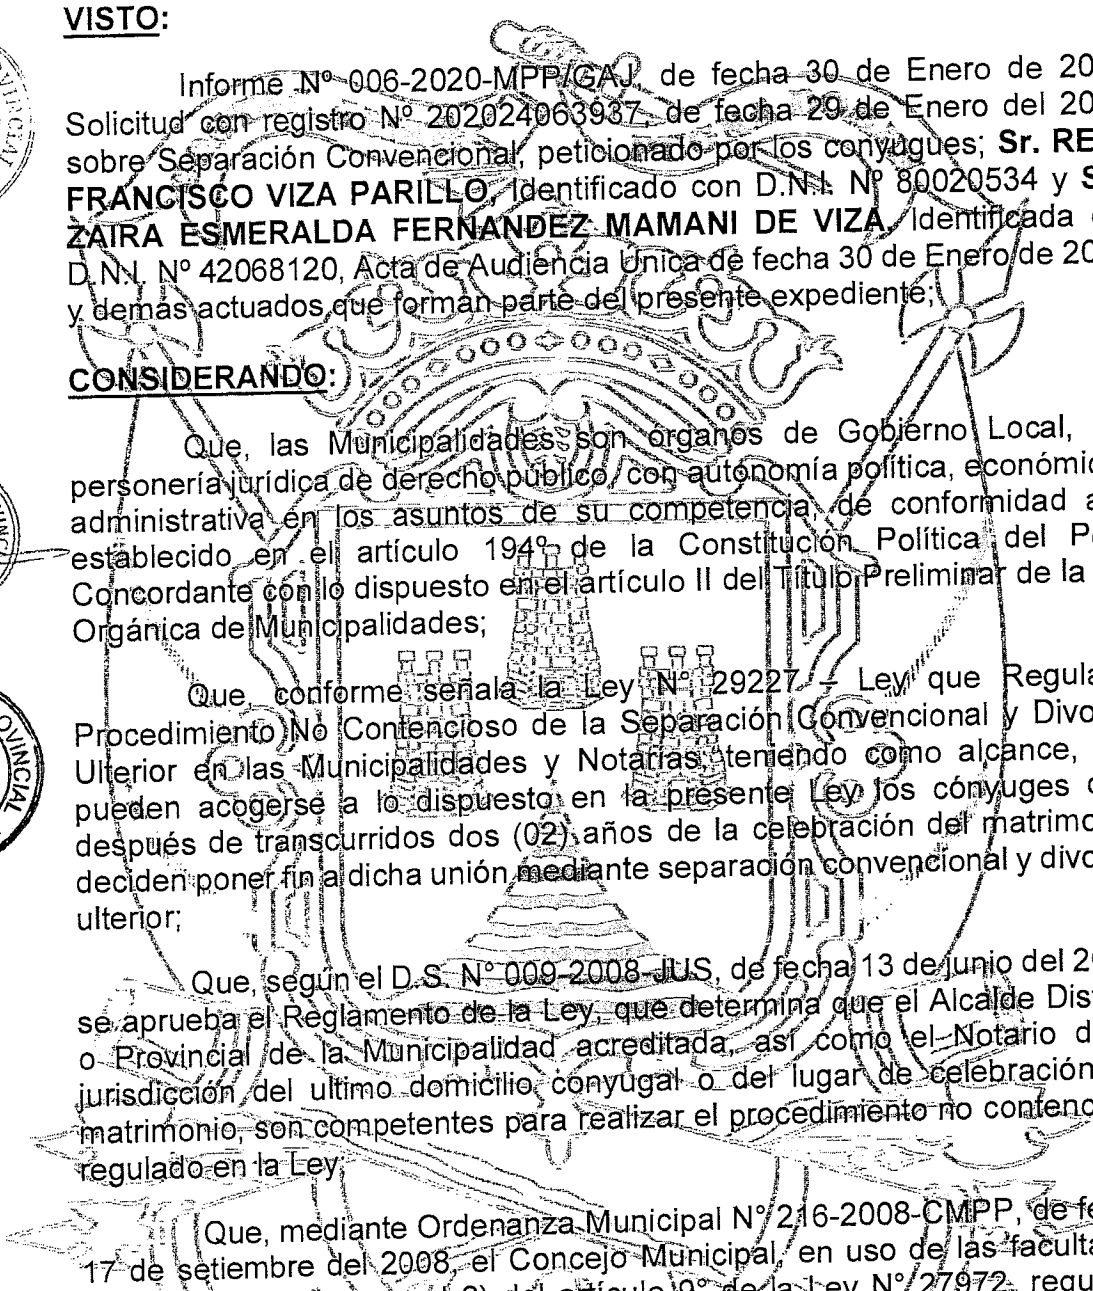 VISTO:
Informe Nº 006-2020-MPP/GAJ, de fecha 30 de Enero de 20
Solicitud con registro Nº 202024063937, de fecha 29 de Enero del 20
sobre Separación Convencional, peticionado por los conyugues; Sr. RE
FRANCISCO VIZA PARILLO, Identificado con D.N.I. Nº 80020534 y S
ZAIRA ESMERALDA FERNANDEZ MAMANI DE VIZA, Identificada
D.N.I. Nº 42068120, Acta de Audiencia Única de fecha 30 de Enero de 20
y demás actuados que forman parte del presente expediente;
CONSIDERANDO:
Que, las Municipalidades son órganos de Gobierno Local,
personería jurídica de derecho público, con autónomía política, económic
administrativa en los asuntos de su competencia, de conformidad a
establecido en el artículo 194º de la Constitución Política del P
Concordante con lo dispuesto en el artículo II del Título Preliminar de la
Orgánica de Municipalidades;
Que, conforme señala la Ley N° 29227 – Ley que Regula
Procedimiento No Contencioso de la Separación Convencional y Divo
Ulterior en las Municipalidades y Notarías, teniendo como alcance,
pueden acogerse a lo dispuesto en la presente Ley los cónyuges
después de transcurridos dos (02) años de la celebración del matrimo
deciden poner fin a dicha unión mediante separación convencional y divo
ulterior;
Que, según el D.S. N° 009-2008-JUS, de fecha 13 de junio del 20
se aprueba el Reglamento de la Ley, que determina que el Alcalde Dis
o Provincial de la Municipalidad acreditada, así como el Notario d
jurisdicción del ultimo domicilio conyugal o del lugar de celebración
matrimonio, son competentes para realizar el procedimiento no contenc
regulado en la Ley;
Que, mediante Ordenanza Municipal N° 216-2008-CMPP, de fe
17 de setiembre del 2008, el Concejo Municipal, en uso de las faculta
del artículo 9° de la Ley N° 27972, regu
OVINCIAL